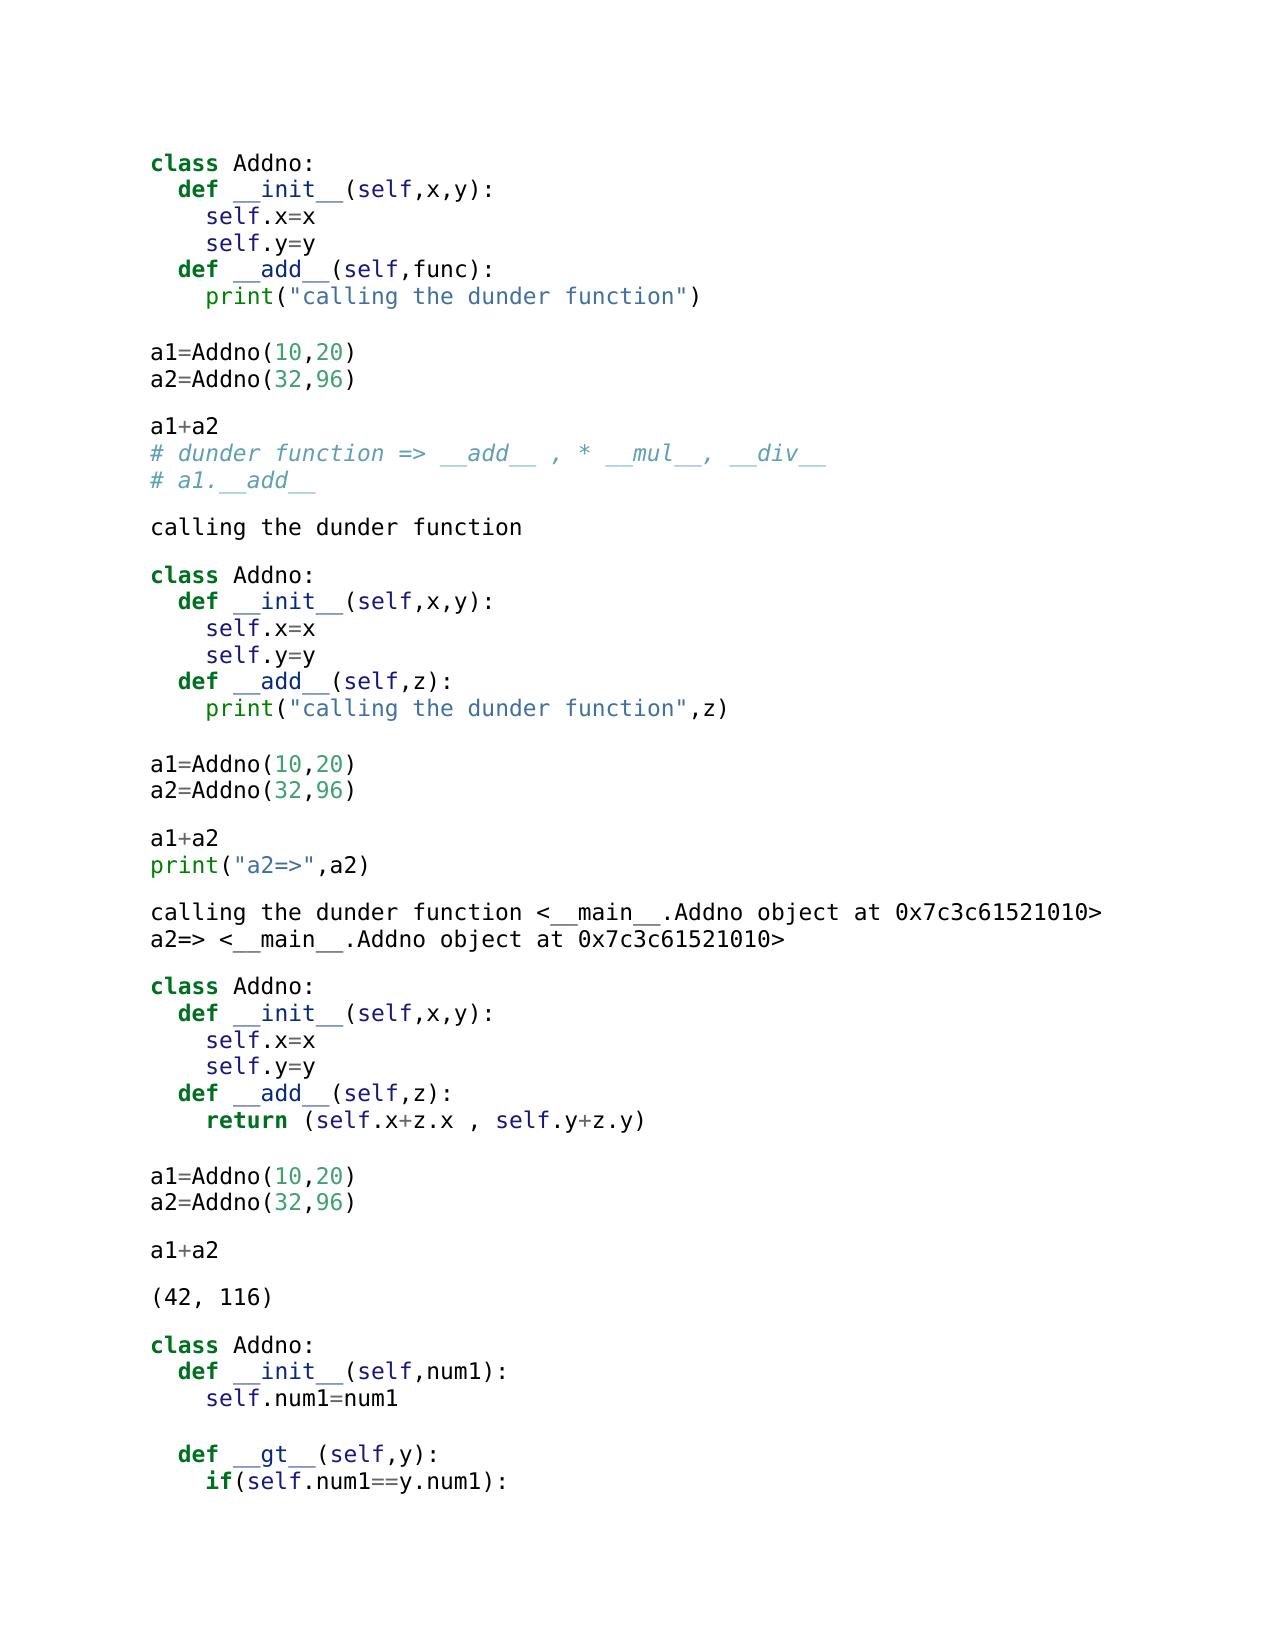 class Addno:
  def __init__(self,x,y):
    self.x=x
    self.y=y
  def __add__(self,func):
    print("calling the dunder function")

a1=Addno(10,20)
a2=Addno(32,96)

a1+a2
# dunder function => __add__ , * __mul__, __div__
# a1.__add__

calling the dunder function

class Addno:
  def __init__(self,x,y):
    self.x=x
    self.y=y
  def __add__(self,z):
    print("calling the dunder function",z)

a1=Addno(10,20)
a2=Addno(32,96)

a1+a2
print("a2=>",a2)

calling the dunder function <__main__.Addno object at 0x7c3c61521010>
a2=> <__main__.Addno object at 0x7c3c61521010>

class Addno:
  def __init__(self,x,y):
    self.x=x
    self.y=y
  def __add__(self,z):
    return (self.x+z.x , self.y+z.y)

a1=Addno(10,20)
a2=Addno(32,96)

a1+a2

(42, 116)

class Addno:
  def __init__(self,num1):
    self.num1=num1

  def __gt__(self,y):
    if(self.num1==y.num1):